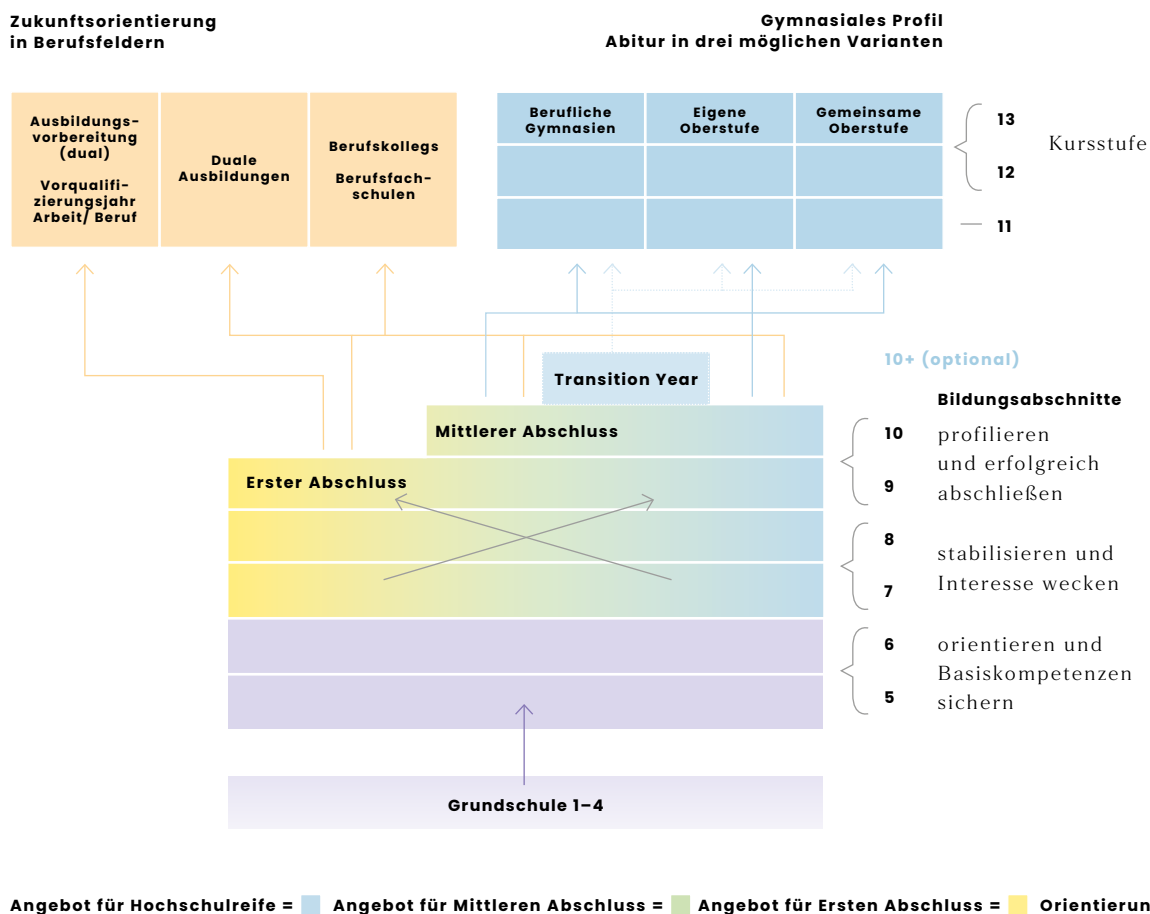 Zukunftsorientierung
in Berufsfeldern
Gymnasiales Profil
Abitur in drei möglichen Varianten
Ausbildungs-
vorbereitung
(dual)
Vorqualifi-
zierungsjahr
Arbeit/ Beruf
Duale
Ausbildungen
Berufskollegs
Berufsfach-
schulen
Berufliche
Gymnasien
Eigene
Oberstufe
Gemeinsame
Oberstufe
13
12
Kursstufe
11
10+ (optional)
Transition Year
Bildungsabschnitte
Mittlerer Abschluss
10
9
profilieren
und erfolgreich
abschließen
Erster Abschluss
8
7
stabilisieren und
Interesse wecken
6
5
orientieren und
Basiskompetenzen
sichern
Grundschule 1–4
Angebot für Hochschulreife = Angebot für Mittleren Abschluss = Angebot für Ersten Abschluss = Orientierun